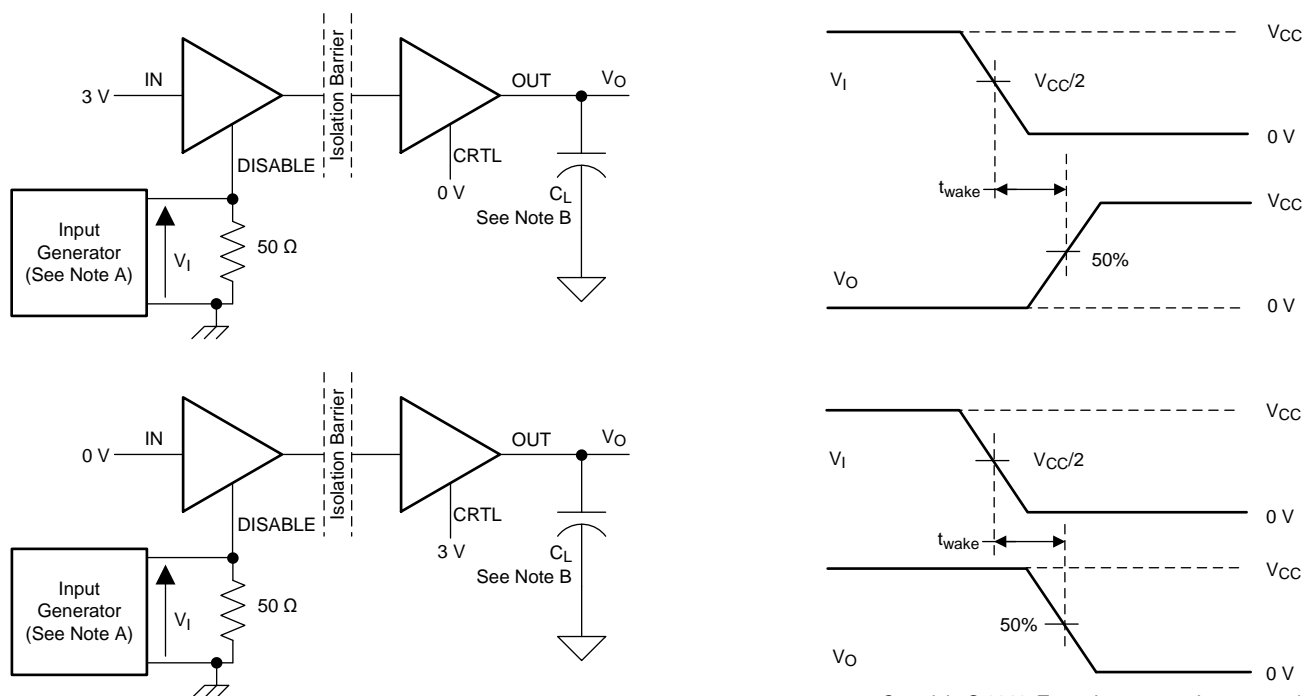 Isolation Barrier
IN
3 V
OUT
VO
DISABLE
CRTL
0 V
CL
See Note B
Input
Generator
(See Note A)
VI
50 Ω
VCC
VI
VCC/2
0 V
twake
VCC
50%
VO
0 V
Isolation Barrier
IN
0 V
OUT
VO
DISABLE
CRTL
3 V
CL
See Note B
Input
Generator
(See Note A)
VI
50 Ω
VCC
VI
VCC/2
0 V
twake
VCC
50%
VO
0 V